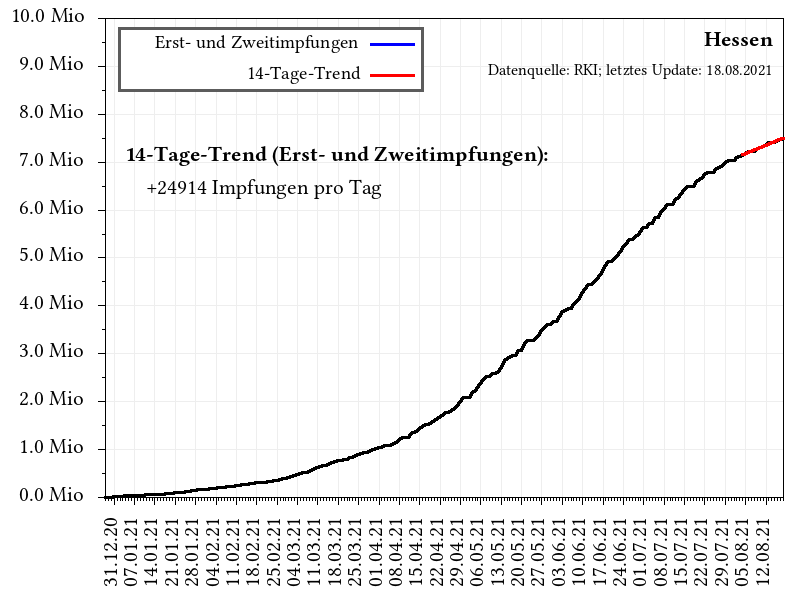 10.0 Mio
9.0 Mio
8.0 Mio
7.0 Mio
6.0 Mio
5.0 Mio
4.0 Mio
3.0 Mio
2.0 Mio
1.0 Mio
0.0 Mio
Erst- und Zweitimpfungen
14-Tage-Trend
Hessen
Datenquelle: RKI; letztes Update: 18.08.2021
14-Tage-Trend (Erst- und Zweitimpfungen):
+24914 Impfungen pro Tag
31.12.20
07.01.21
14.01.21
21.01.21
28.01.21
04.02.21
11.02.21
18.02.21
25.02.21
04.03.21
11.03.21
18.03.21
25.03.21
01.04.21
08.04.21
15.04.21
22.04.21
29.04.21
06.05.21
13.05.21
20.05.21
27.05.21
03.06.21
10.06.21
17.06.21
24.06.21
01.07.21
08.07.21
15.07.21
22.07.21
29.07.21
05.08.21
12.08.21